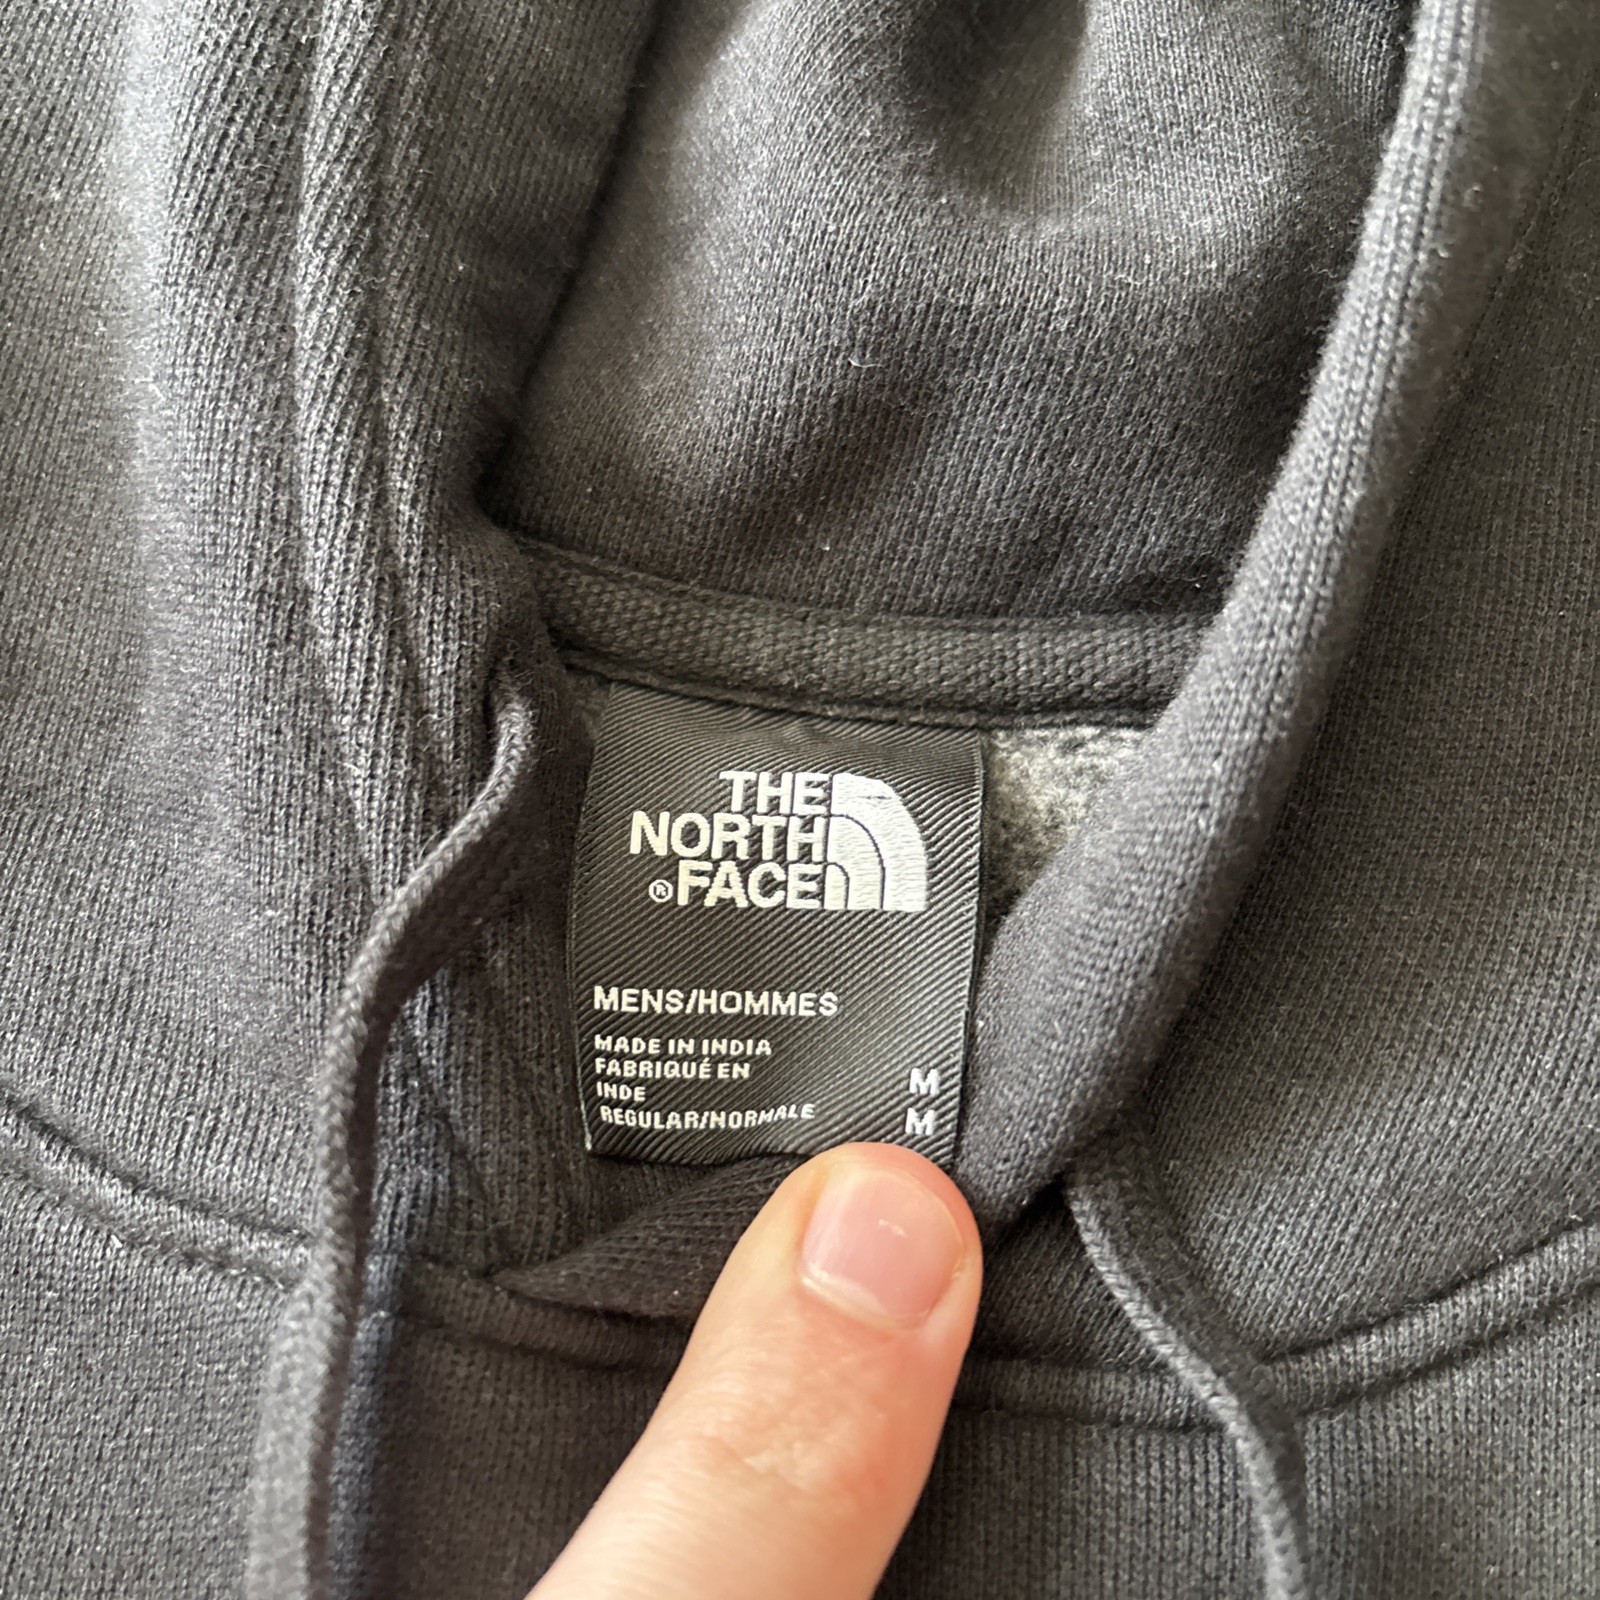 THE
NORTH
®FACE
MENS/HOMMES
MADE IN INDIA
FABRIQUÉ EN
INDE
REGULAR/NORMALE
M
M